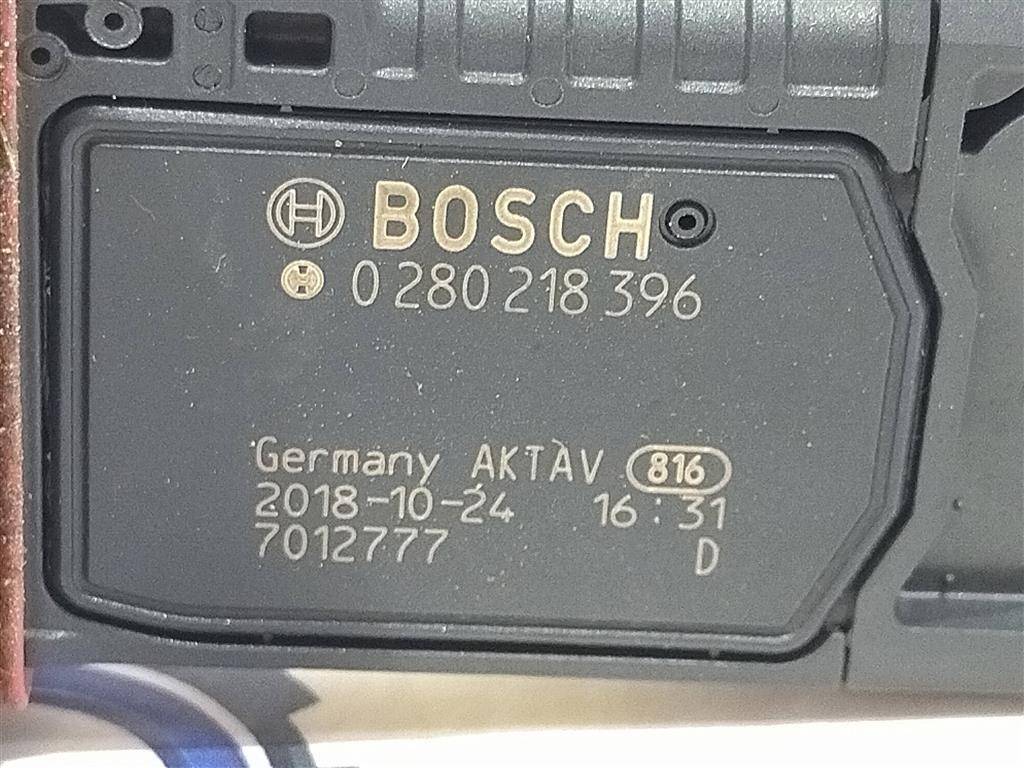 BOSCH
0 280 218 396
Germany AKTAV 816
2018-10-24 16:31
7012777 D